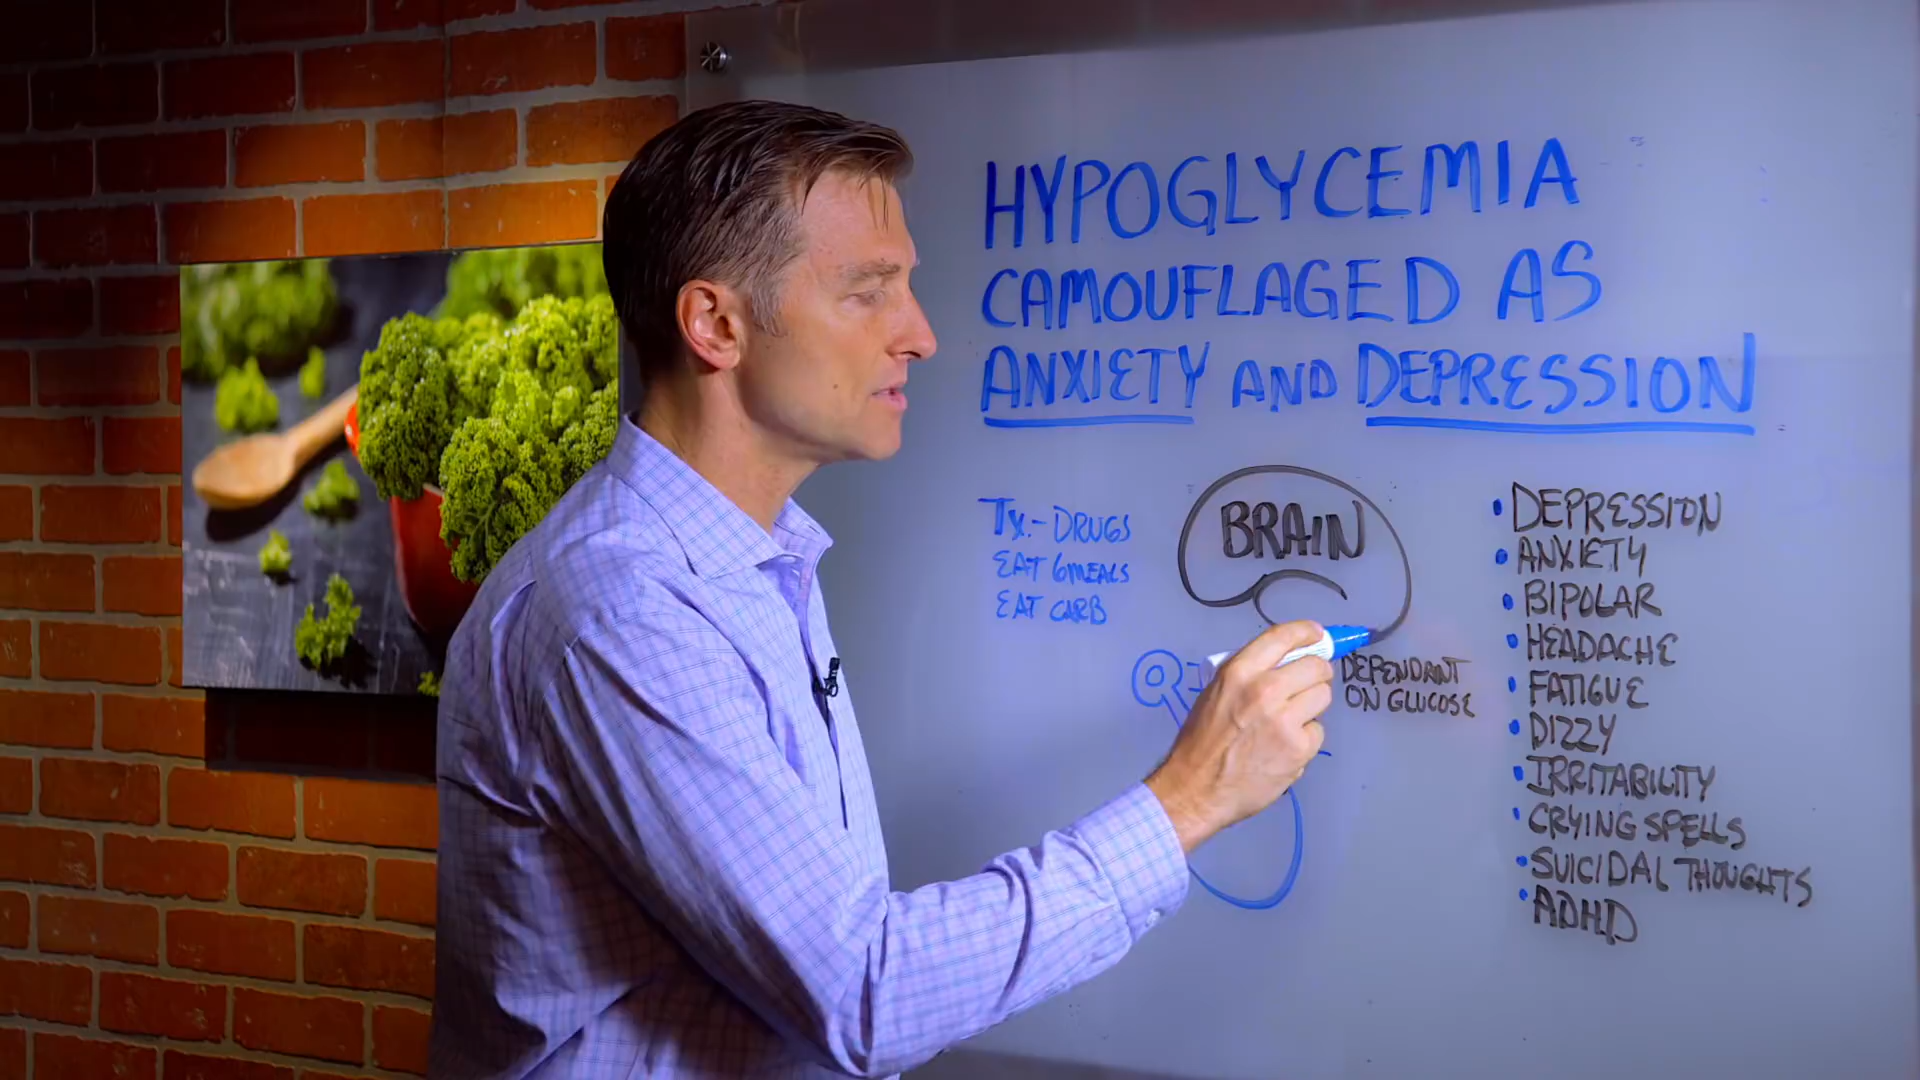 HYPOGLYCEMIA
CAMOUFLAGED AS
ANXIETY AND DEPRESSION
TX:- DRUGS
EAT 6 MEALS
EAT CARB
BRAIN
DEPENDANT
ON GLUCOSE
• DEPRESSION
• ANXIETY
• BIPOLAR
• HEADACHE
• FATIGUE
• DIZZY
• IRRITABILITY
• CRYING SPELLS
• SUICIDAL THOUGHTS
• ADHD